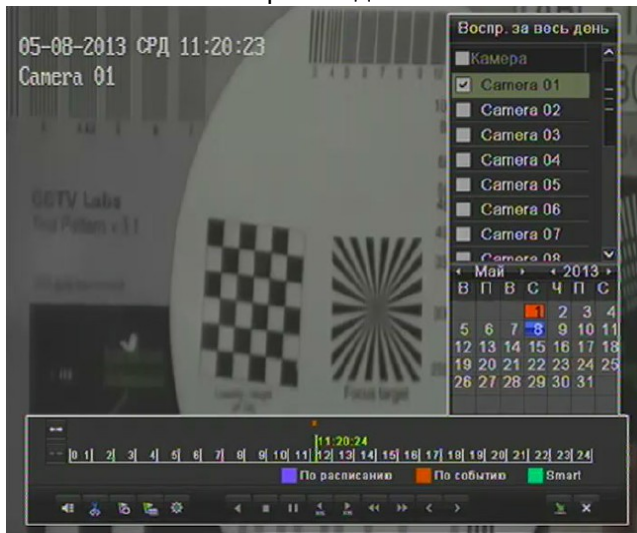 Воспр. за весь день
05-08-2013 СРД 11:20:23
Camera 01
Камера
Camera 01
Camera 02
Camera 03
Camera 04
Camera 05
Camera 06
Camera 07
Camera 08
Май 2013
В П В С Ч П С
1 2 3 4
5 6 7 8 9 10 11
12 13 14 15 16 17 18
19 20 21 22 23 24 25
26 27 28 29 30 31
GSTV Labs
Focus target
11:20:24
0 1 2 3 4 5 6 7 8 9 10 11 12 13 14 15 16 17 18 19 20 21 22 23 24
По расписанию По событию Smart